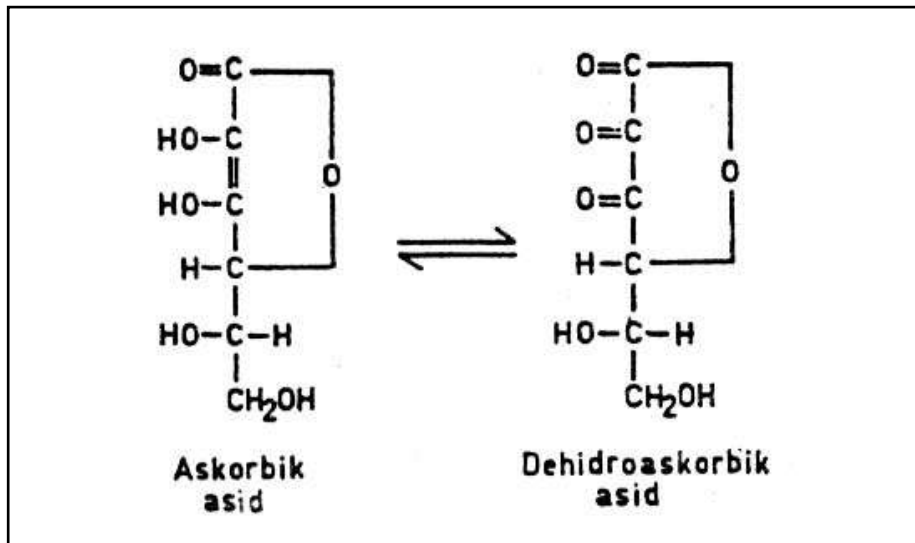 O=C
HO-C
HO-C
O
H-C
HO-C-H
CH2OH
Askorbik
asid
O=C
O=C
O=C
O
H-C
HO-C-H
CH2OH
Dehidroaskorbik
asid